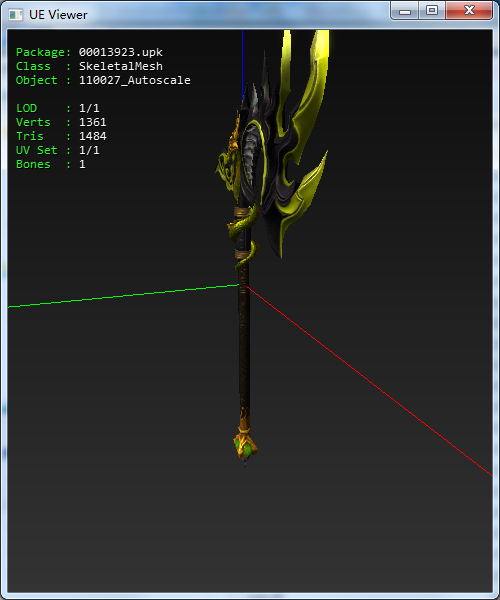 UE Viewer
Package: 00013923.upk
Class  : SkeletalMesh
Object : 110027_Autoscale
LOD    : 1/1
Verts  : 1361
Tris   : 1484
UV Set : 1/1
Bones  : 1